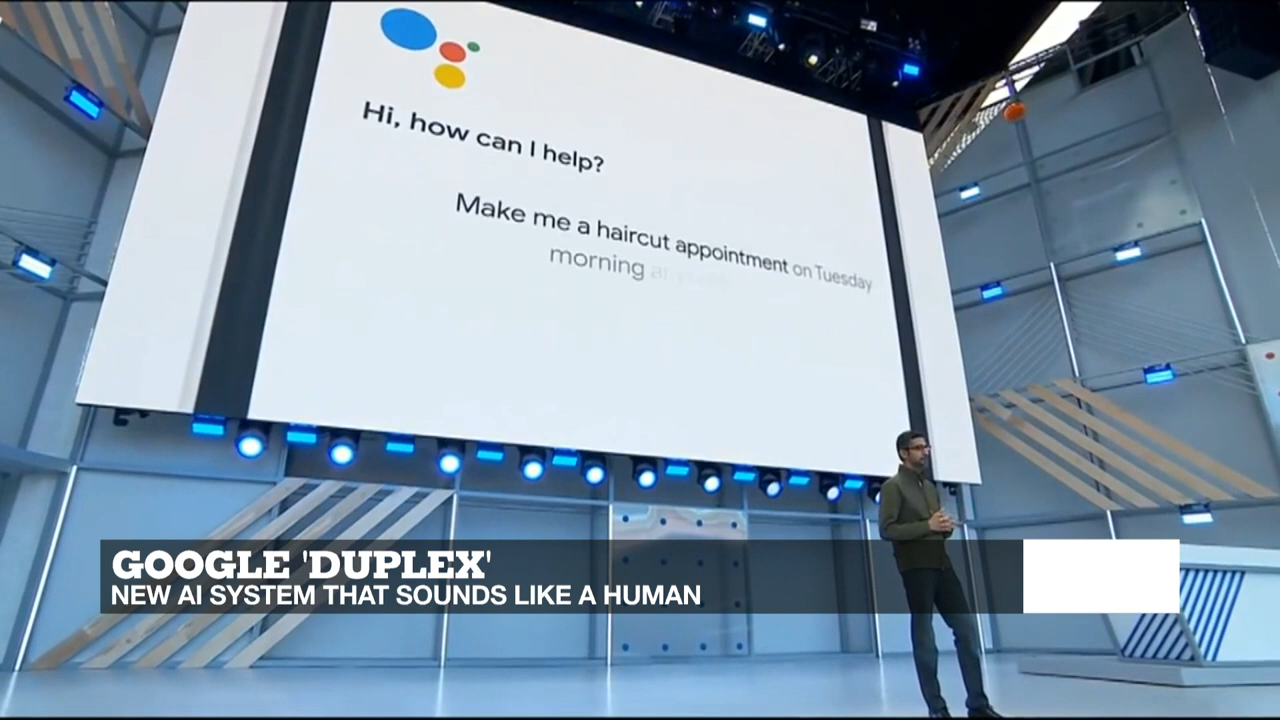 Hi, how can I help?
Make me a haircut appointment on Tuesday
morning
GOOGLE 'DUPLEX'
NEW AI SYSTEM THAT SOUNDS LIKE A HUMAN